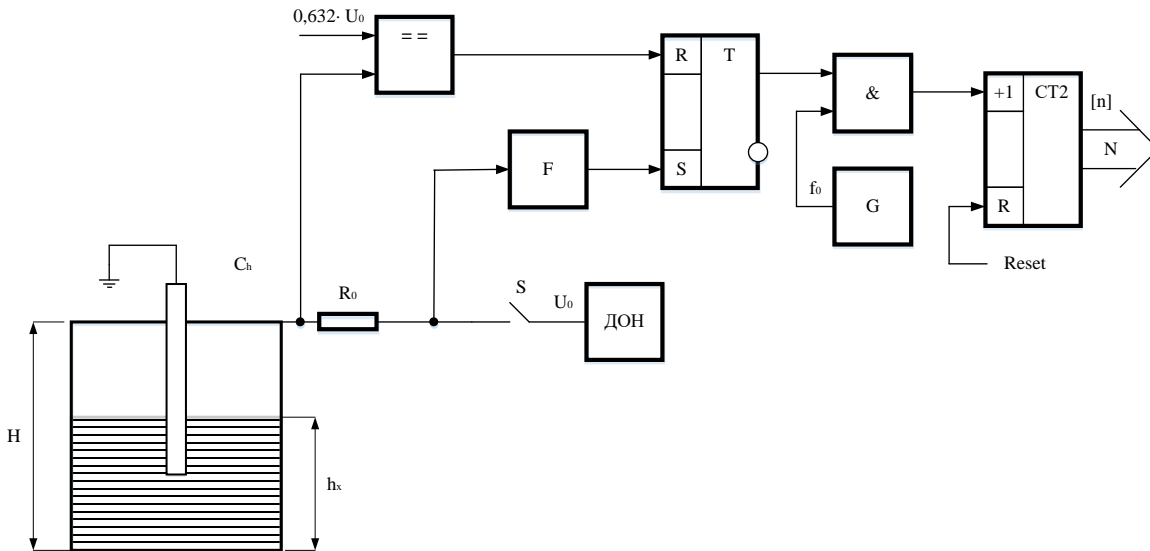 0,632· U₀
= =
R
T
S
F
&
f₀
G
+1
CT2
R
[n]
N
Reset
Cₕ
R₀
S
U₀
ДОН
H
hₓ